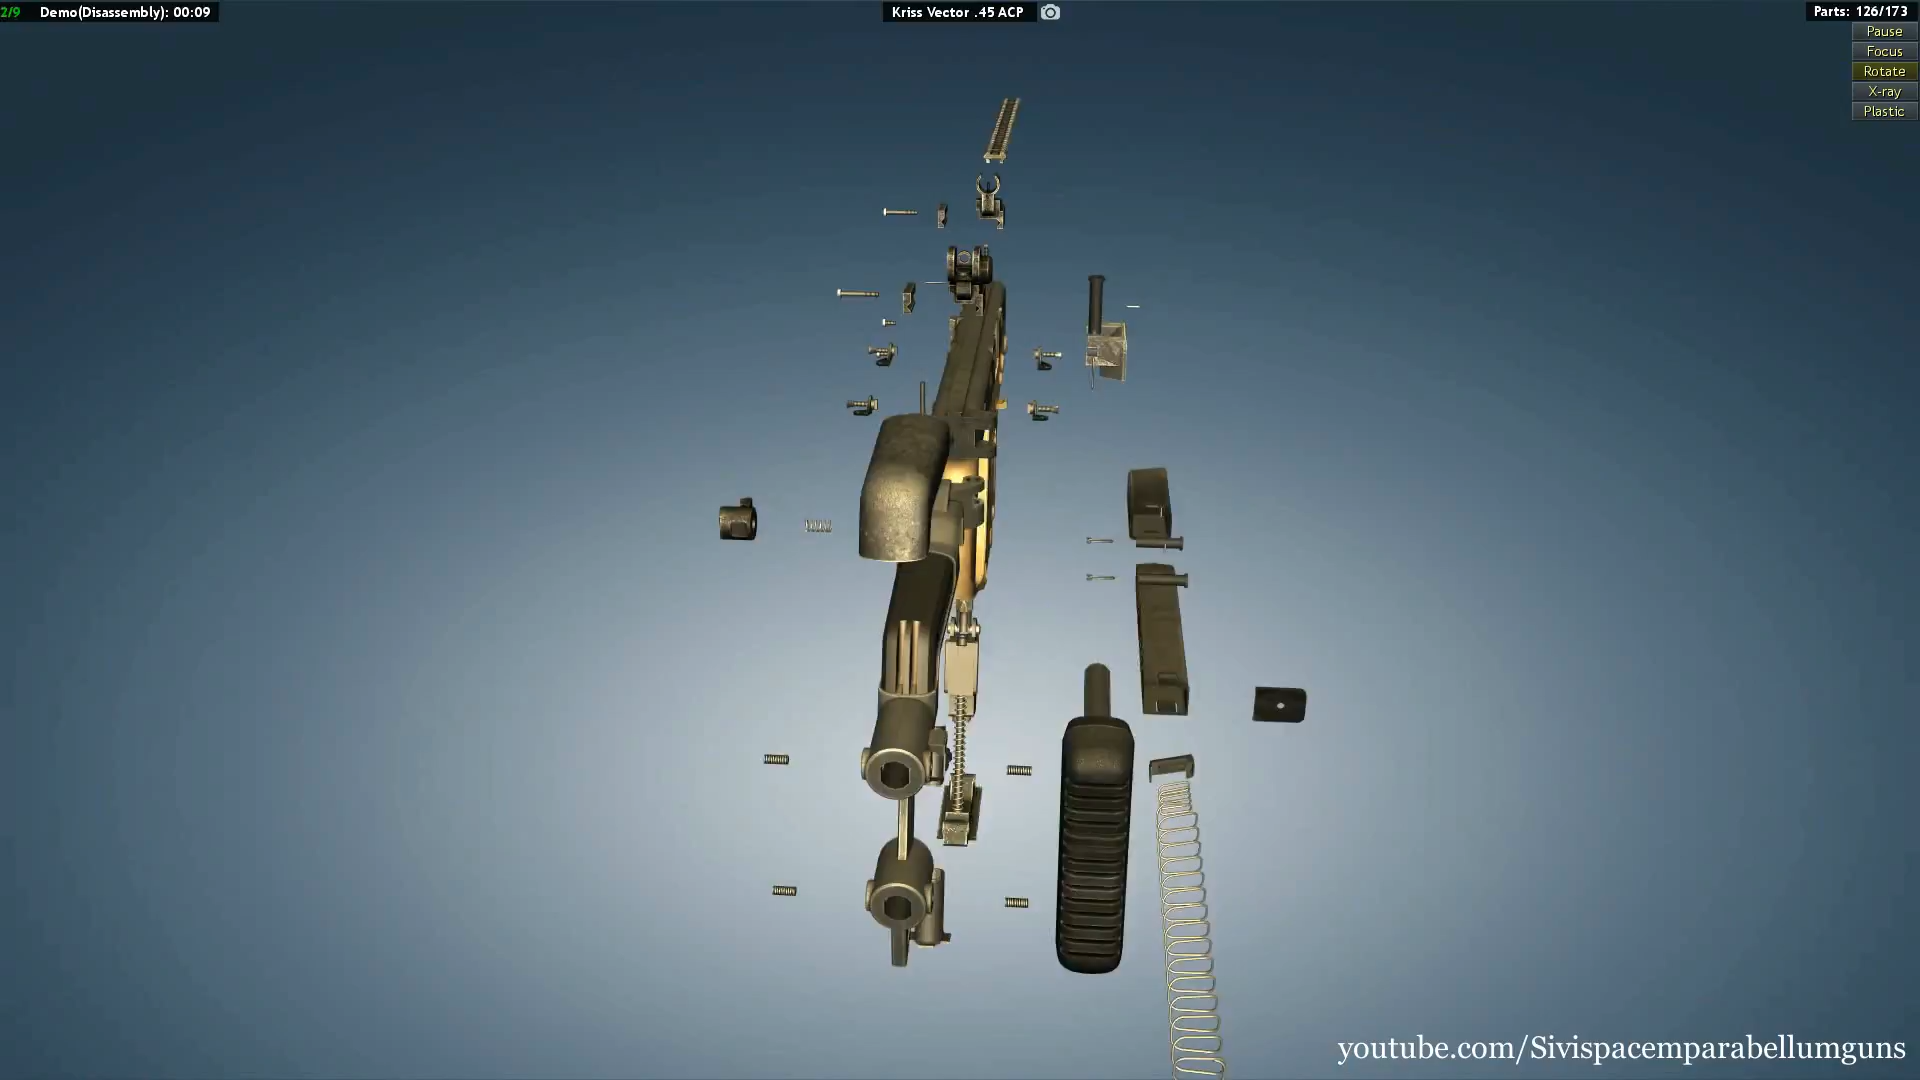 2/9 Demo(Disassembly): 00:09
Kriss Vector .45 ACP
Parts: 126/173
Pause
Focus
Rotate
X-ray
Plastic
youtube.com/Sivispacemparabellumguns